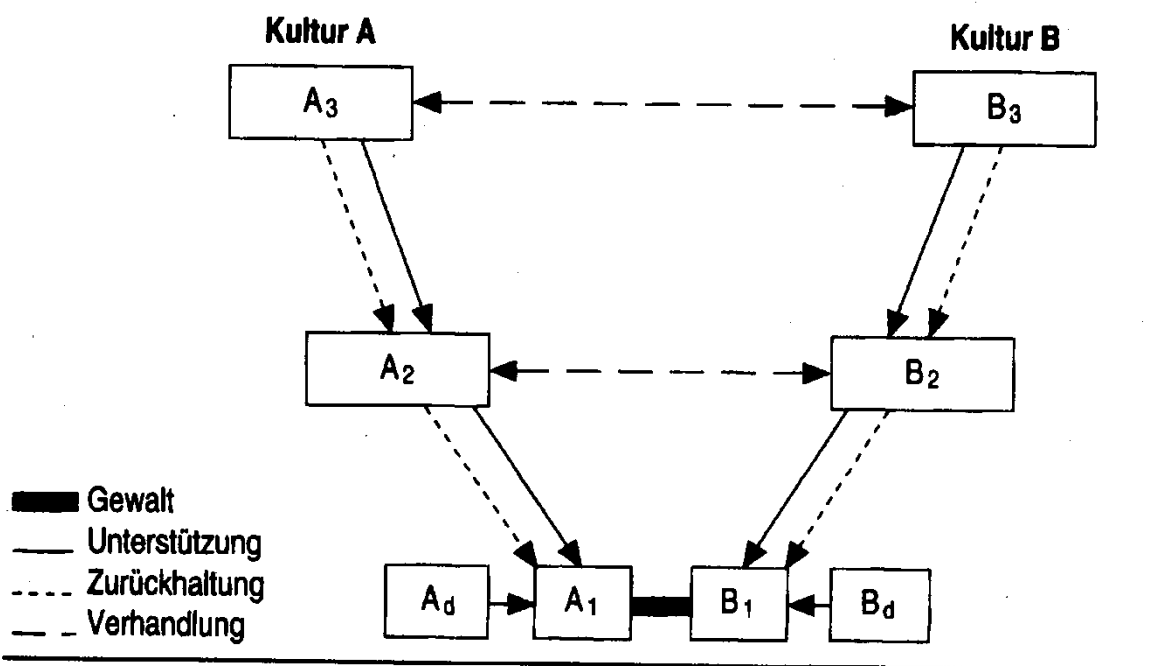 Kultur A
Kultur B
A3
B3
A2
B2
Gewalt
Unterstützung
Zurückhaltung
Verhandlung
Ad
A1
B1
Bd